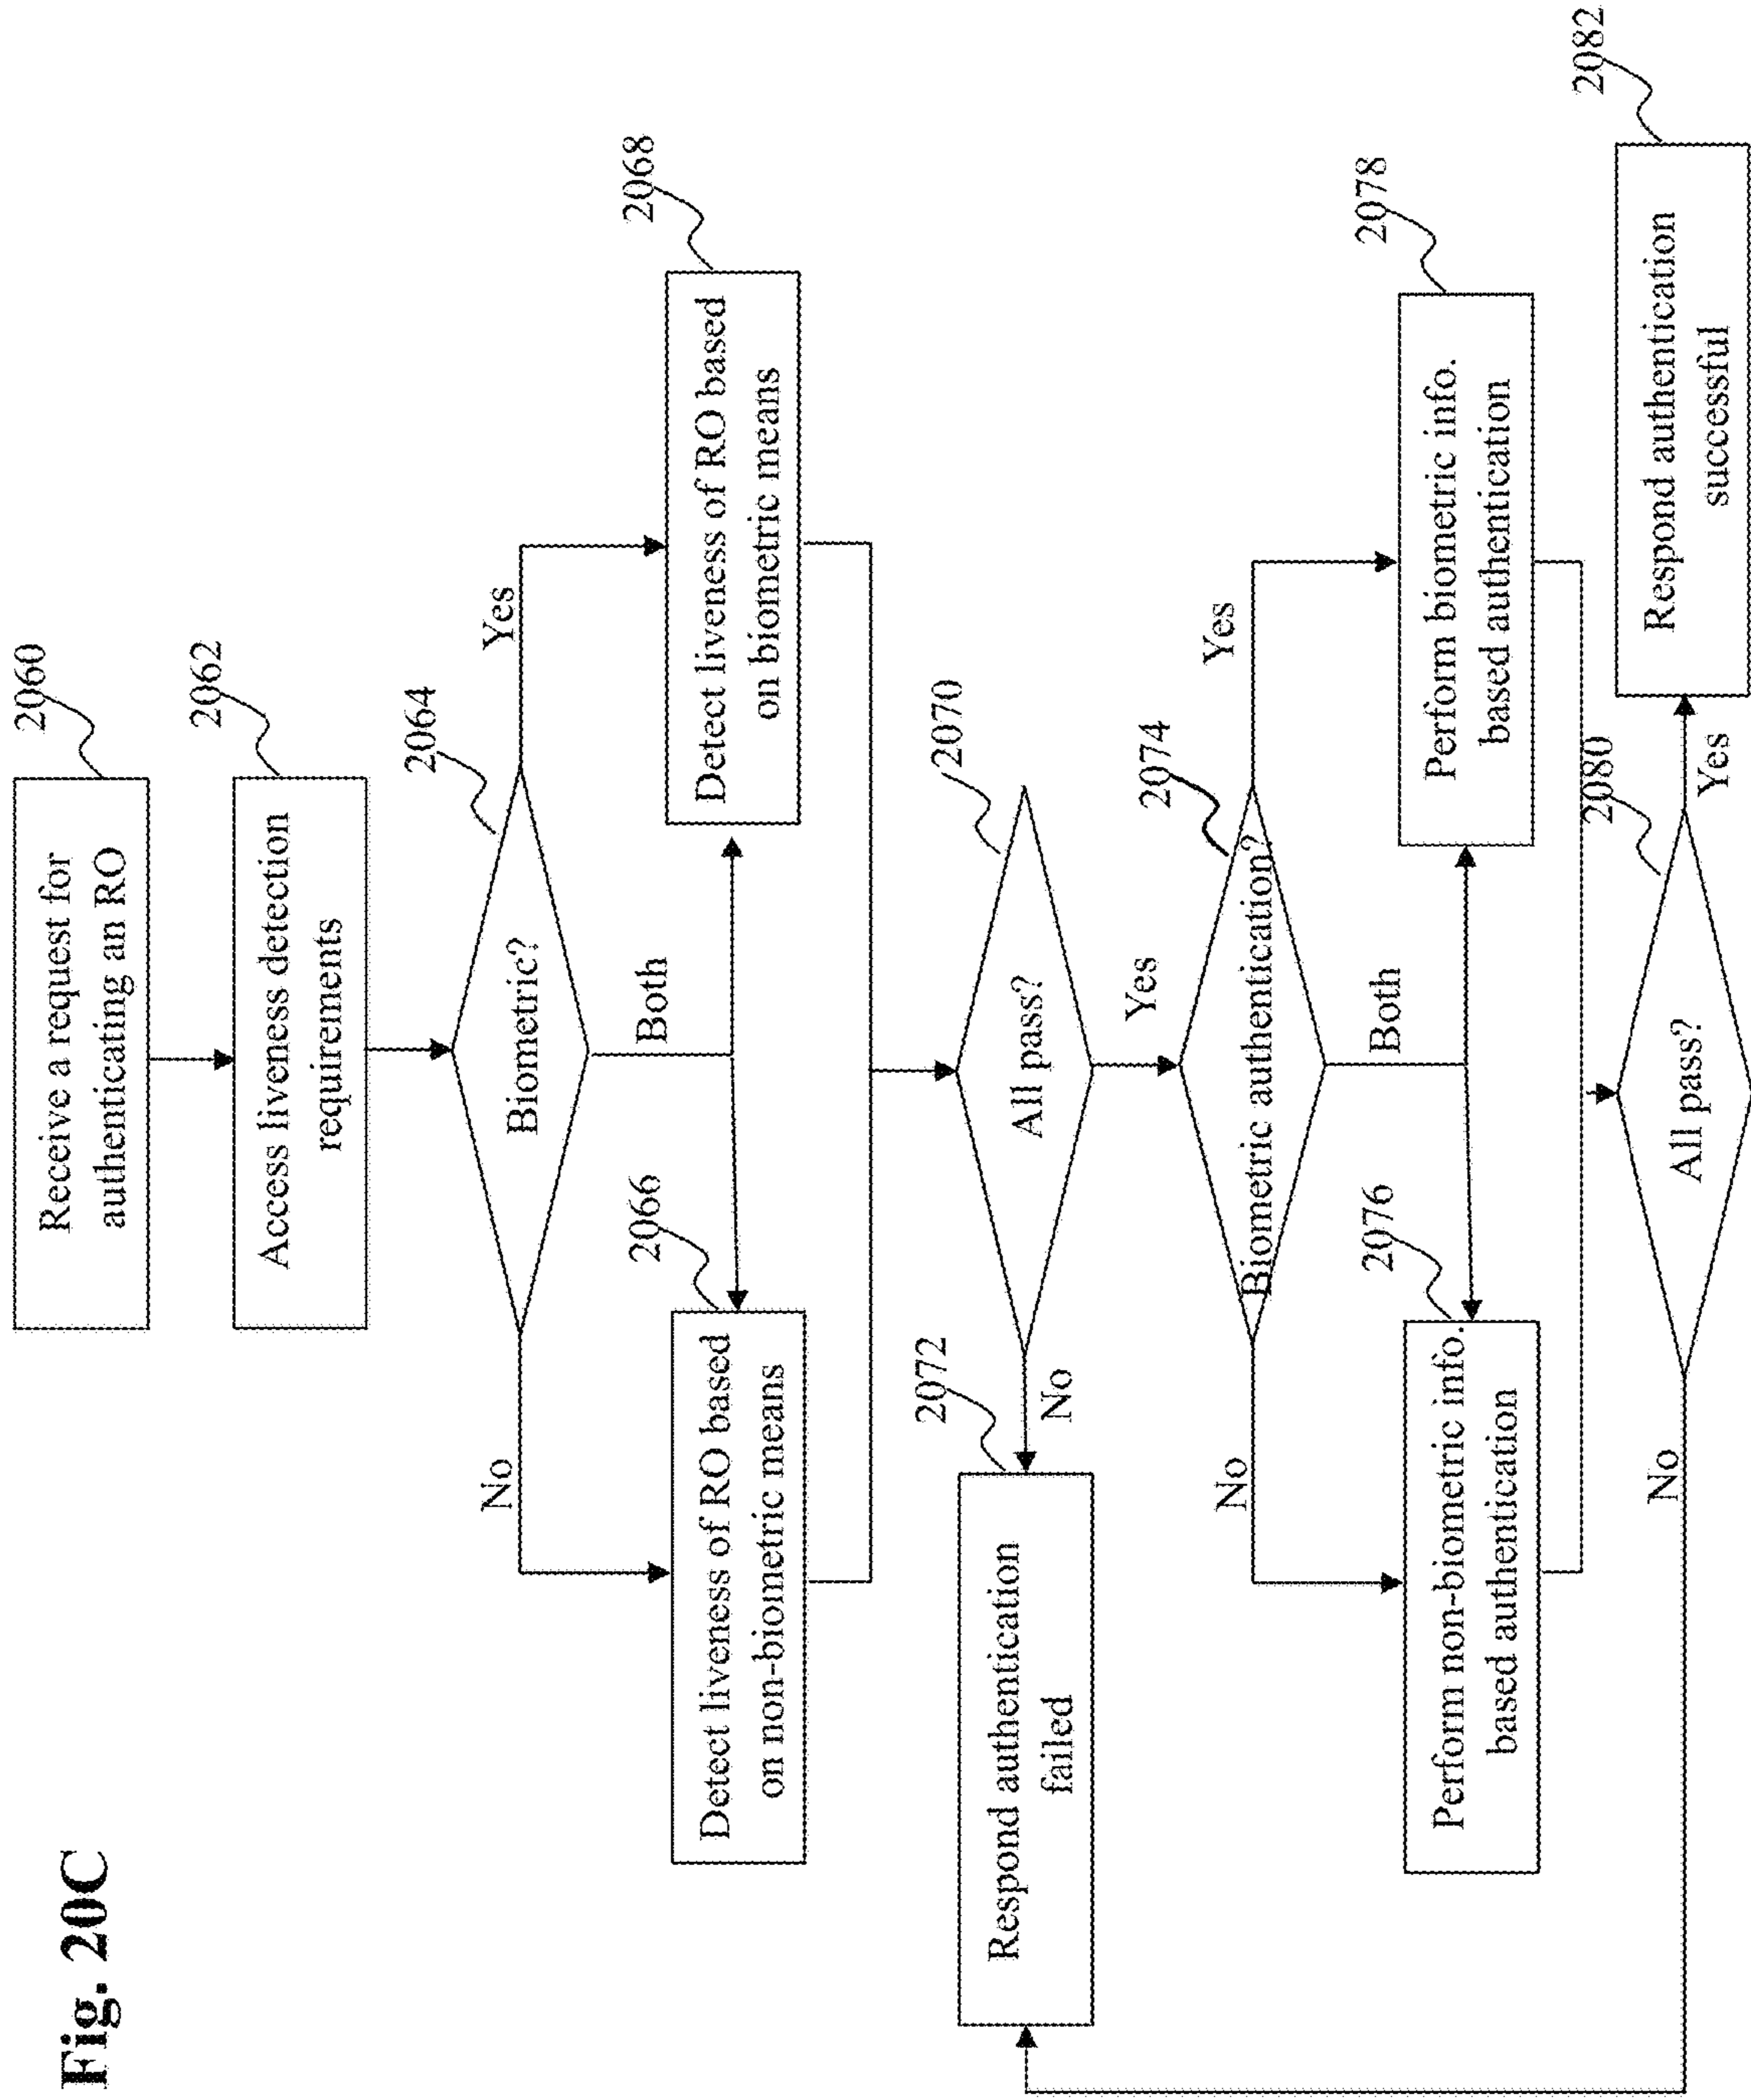 Fig. 20C
2060
Receive a request for
authenticating an RO
2062
Access liveness detection
requirements
2064
Biometric?
No
Both
Yes
2066
Detect liveness of RO based
on non-biometric means
2068
Detect liveness of RO based
on biometric means
2070
All pass?
No
Yes
2072
Respond authentication
failed
2074
Biometric authentication?
No
Both
Yes
2076
Perform non-biometric info.
based authentication
2078
Perform biometric info.
based authentication
2080
All pass?
No
Yes
2082
Respond authentication
successful